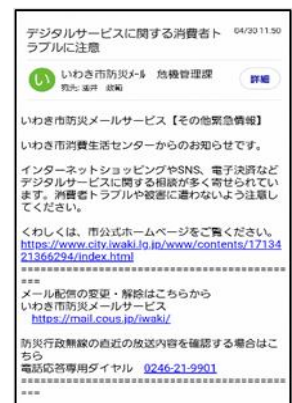 デジタルサービスに関する消費者ト
ラブルに注意
04/30 11:50
い
いわき市防災メール 危機管理課
詳細
宛先:
いわき市防災メールサービス【その他緊急情報】
いわき市消費生活センターからのお知らせです。
インターネットショッピングやSNS、電子決済など
デジタルサービスに関する相談が多く寄せられてい
ます。消費者トラブルや被害に遭わないよう注意し
てください。
くわしくは、市公式ホームページをご覧ください。
https://www.city.iwaki.lg.jp/www/contents/17134
21366294/index.html
===============================================
===
メール配信の変更・解除はこちらから
いわき市防災メールサービス
https://mail.cous.jp/iwaki/
防災行政無線の直近の放送内容を確認する場合はこ
ちら
電話応答専用ダイヤル 0246-21-9901
===============================================
===